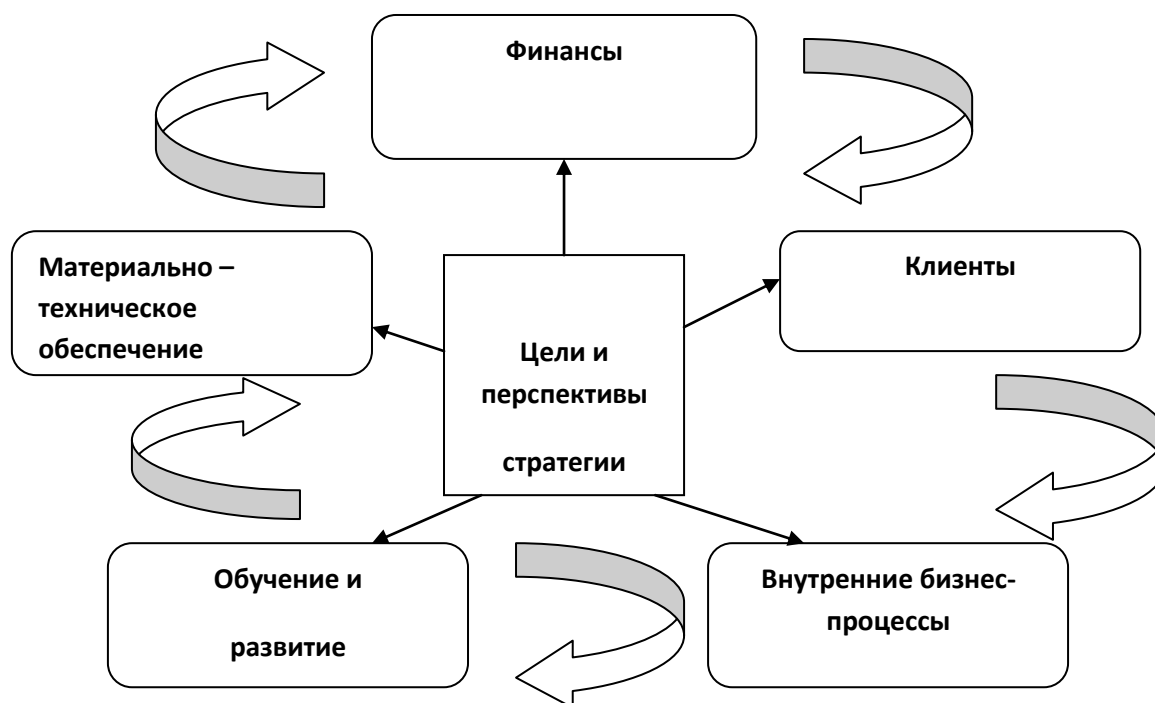 Финансы
Материально –
техническое
обеспечение
Клиенты
Цели и
перспективы
стратегии
Обучение и
развитие
Внутренние бизнес-
процессы